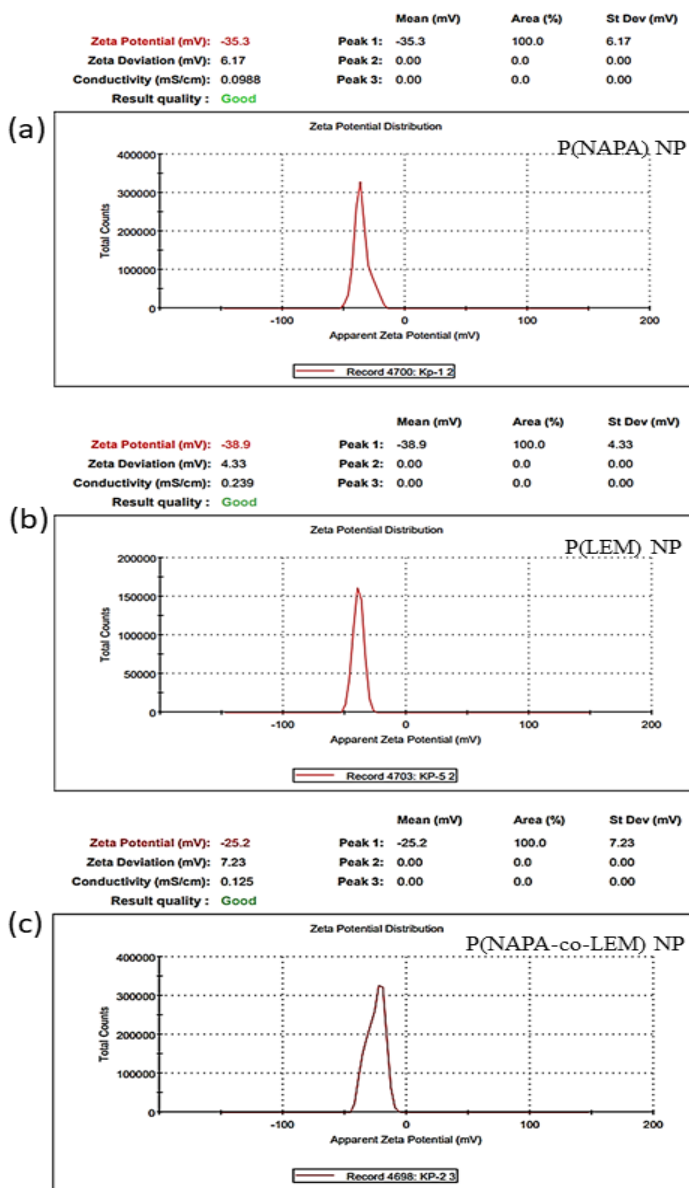 Mean (mV) Area (%) St Dev (mV)
Zeta Potential (mV): -35.3 Peak 1: -35.3 100.0 6.17
Zeta Deviation (mV): 6.17 Peak 2: 0.00 0.0 0.00
Conductivity (mS/cm): 0.0988 Peak 3: 0.00 0.0 0.00
Result quality : Good
(a)
Zeta Potential Distribution
P(NAPA) NP
400000
300000
200000
100000
0
Total Counts
-100 0 100 200
Apparent Zeta Potential (mV)
Record 4700: Kp-1 2
Mean (mV) Area (%) St Dev (mV)
Zeta Potential (mV): -38.9 Peak 1: -38.9 100.0 4.33
Zeta Deviation (mV): 4.33 Peak 2: 0.00 0.0 0.00
Conductivity (mS/cm): 0.239 Peak 3: 0.00 0.0 0.00
Result quality : Good
(b)
Zeta Potential Distribution
P(LEM) NP
200000
150000
100000
50000
0
Total Counts
-100 0 100 200
Apparent Zeta Potential (mV)
Record 4703: KP-5 2
Mean (mV) Area (%) St Dev (mV)
Zeta Potential (mV): -25.2 Peak 1: -25.2 100.0 7.23
Zeta Deviation (mV): 7.23 Peak 2: 0.00 0.0 0.00
Conductivity (mS/cm): 0.125 Peak 3: 0.00 0.0 0.00
Result quality : Good
(c)
Zeta Potential Distribution
P(NAPA-co-LEM) NP
400000
300000
200000
100000
0
Total Counts
-100 0 100 200
Apparent Zeta Potential (mV)
Record 4698: KP-2 3